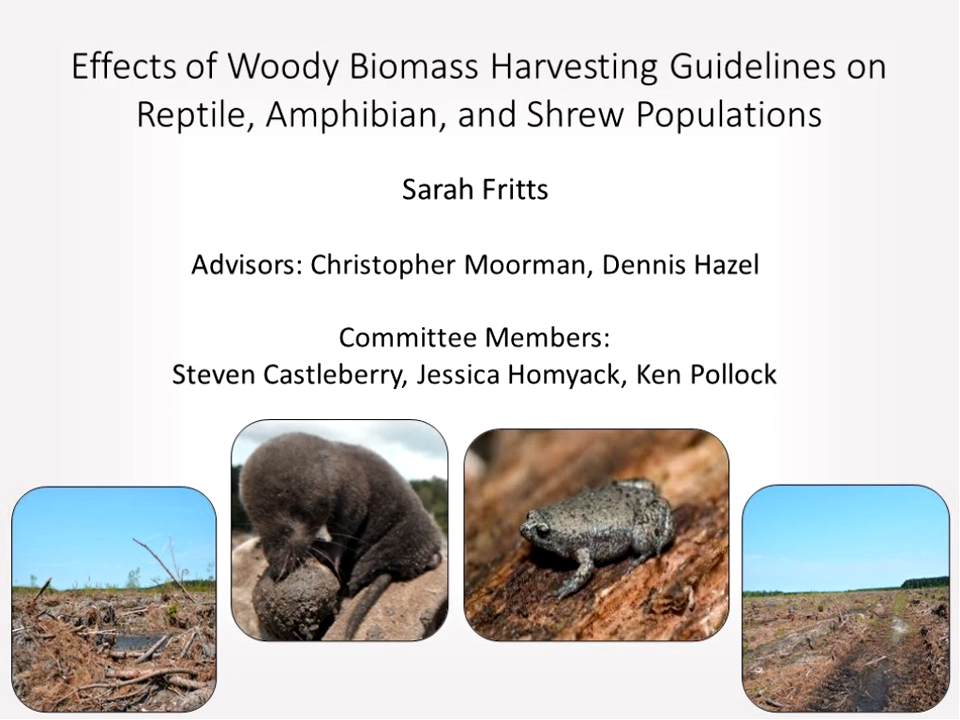 Effects of Woody Biomass Harvesting Guidelines on
Reptile, Amphibian, and Shrew Populations
Sarah Fritts
Advisors: Christopher Moorman, Dennis Hazel
Committee Members:
Steven Castleberry, Jessica Homyack, Ken Pollock